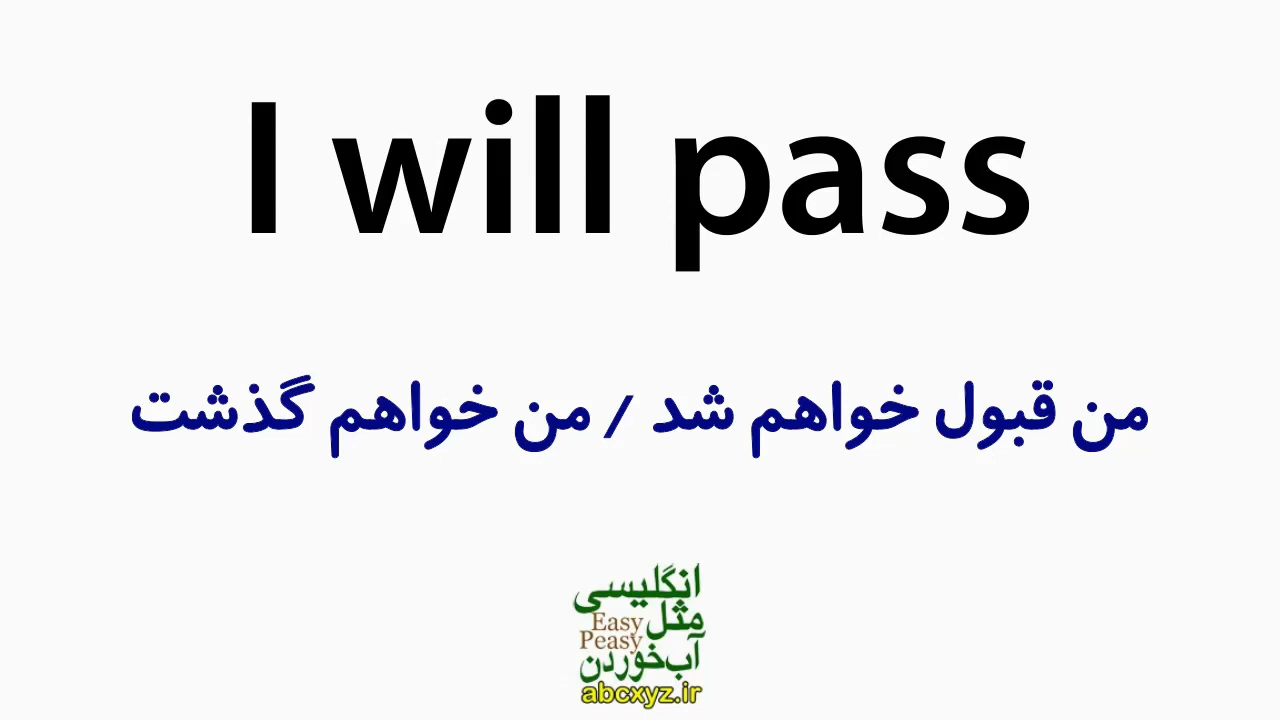 I will pass
من قبول خواهم شد / من خواهم گذشت
انگلیسی
مثل
Easy
Peasy
آب‌خوردن
abcxyz.ir